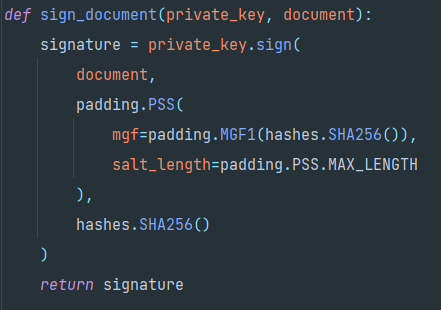 def sign_document(private_key, document):
    signature = private_key.sign(
        document,
        padding.PSS(
            mgf=padding.MGF1(hashes.SHA256()),
            salt_length=padding.PSS.MAX_LENGTH
        ),
        hashes.SHA256()
    )
    return signature